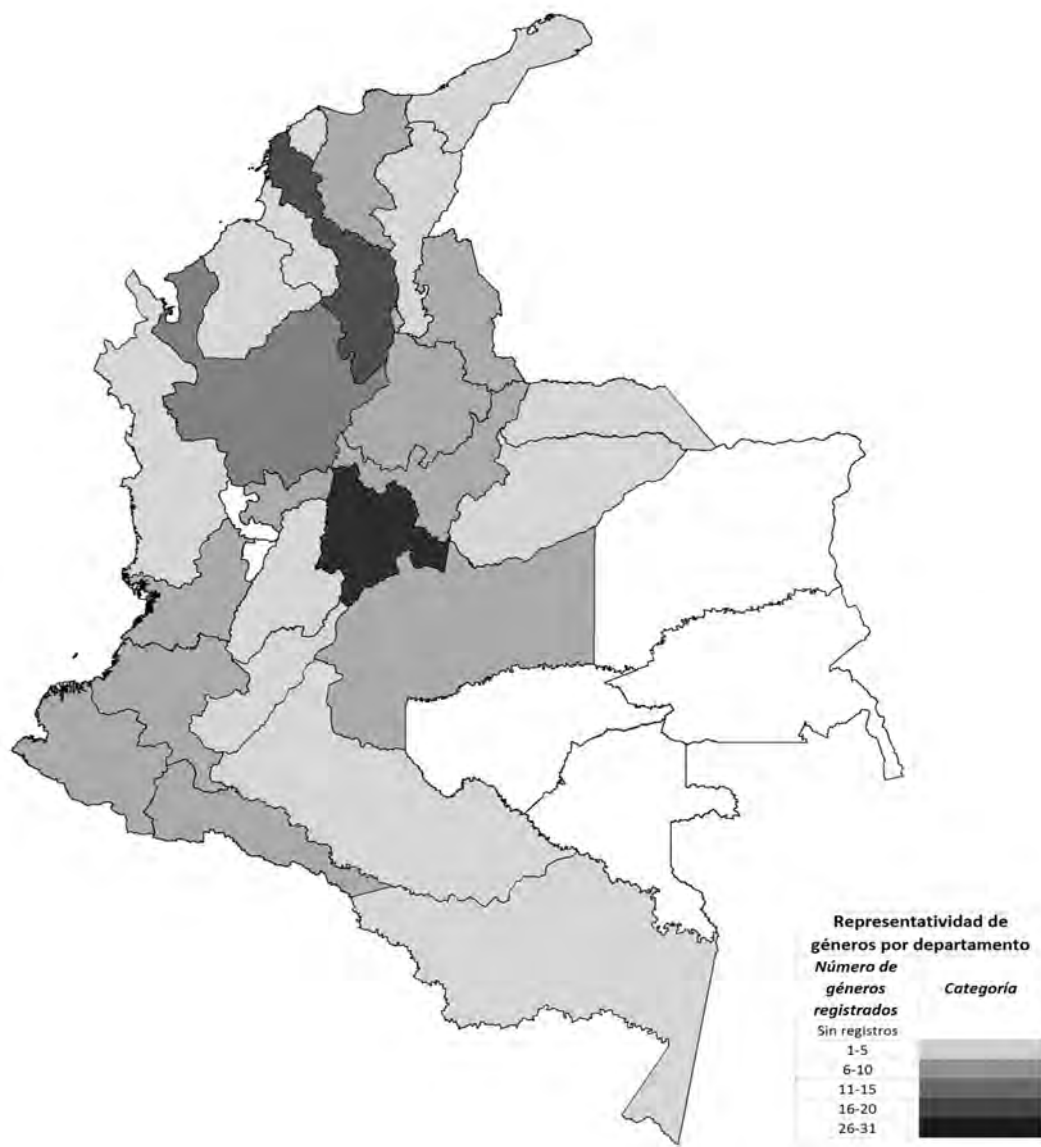 Representatividad de
géneros por departamento
Número de
géneros
registrados
Categoría
Sin registros
1-5
6-10
11-15
16-20
26-31